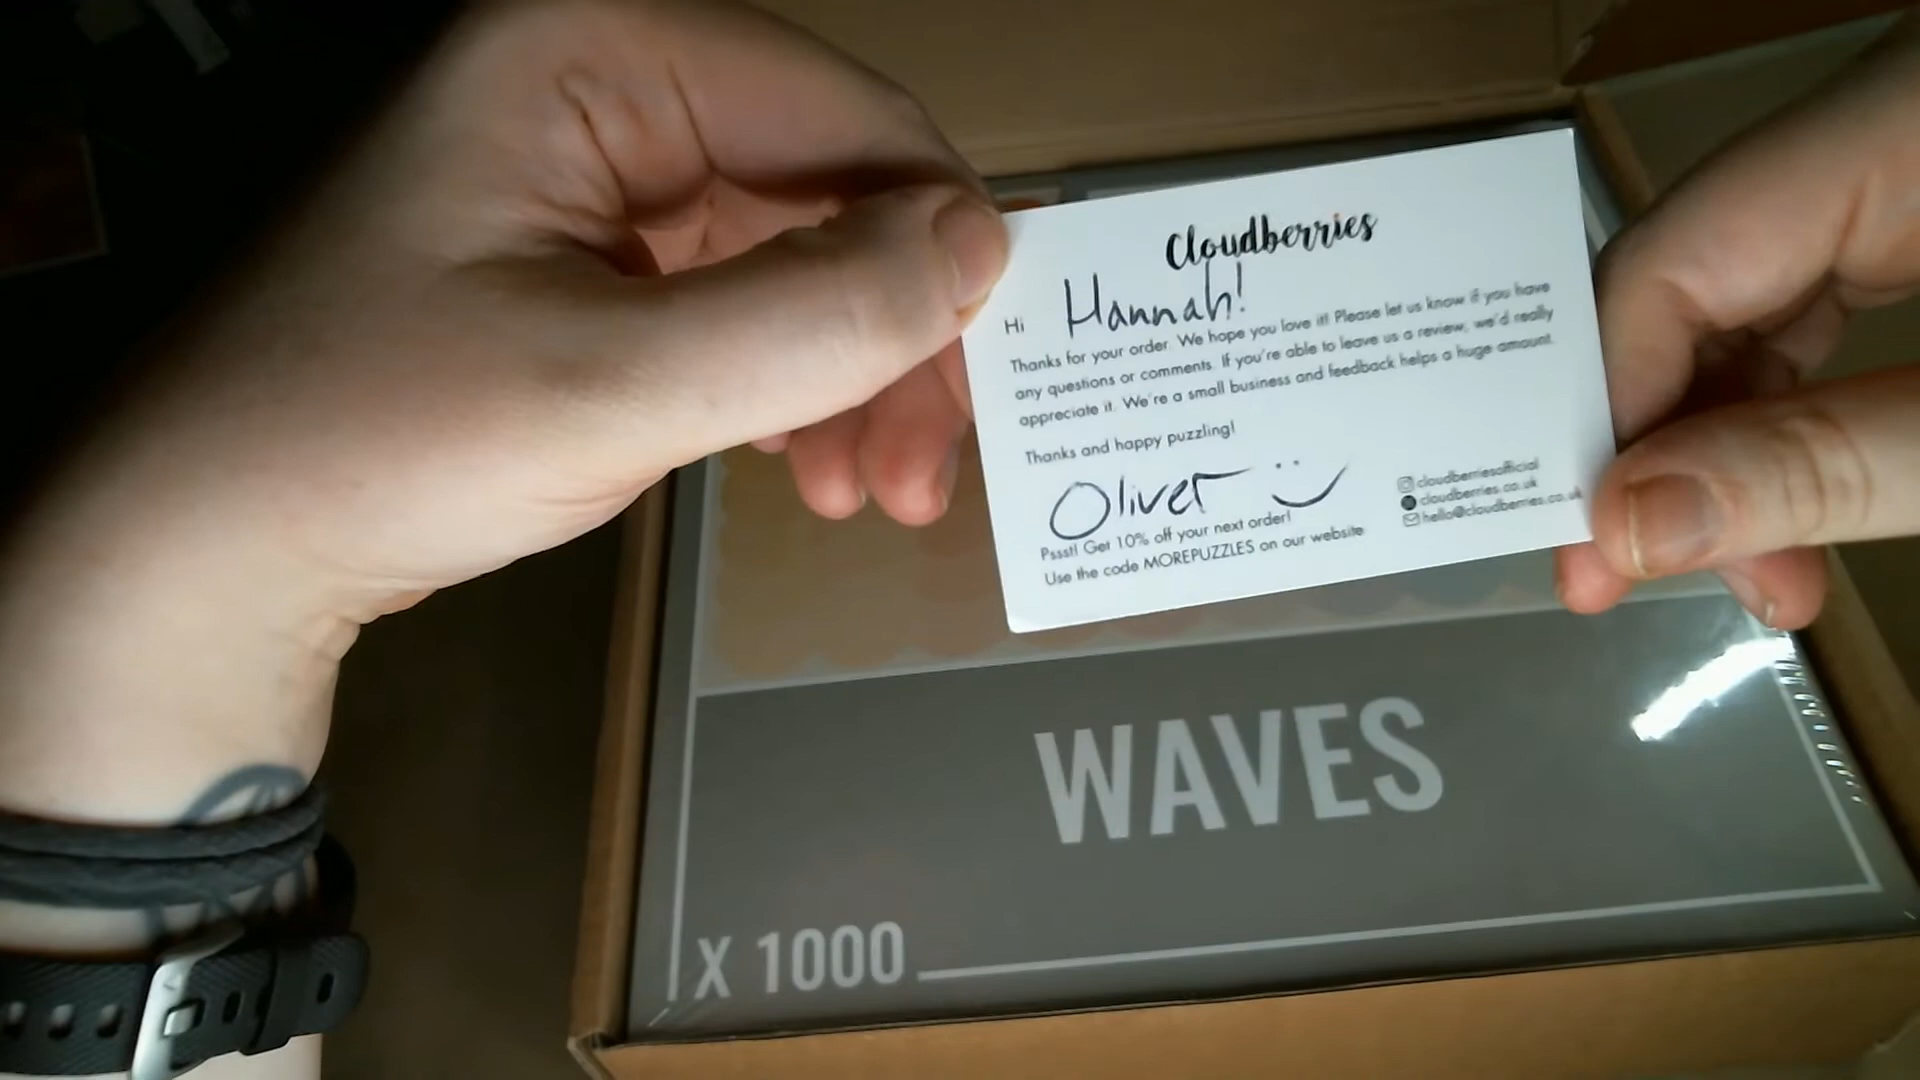 Cloudberries
Hi Hannah!
Thanks for your order. We hope you love it! Please let us know if you have
any questions or comments. If you're able to leave us a review, we'd really
appreciate it. We're a small business and feedback helps a huge amount.
Thanks and happy puzzling!
Oliver
Pssst! Get 10% off your next order!
Use the code MOREPUZZLES on our website
cloudberriesofficial
cloudberries.co.uk
hello@cloudberries.co.uk
WAVES
X 1000